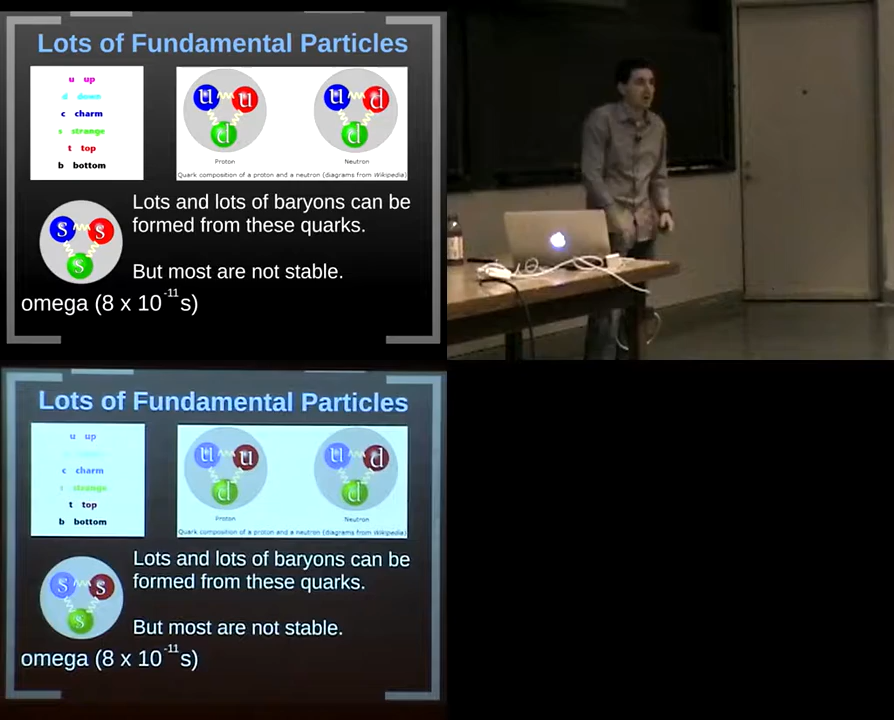 Lots of Fundamental Particles
u up
d down
c charm
s strange
t top
b bottom
u u
d
Proton
u d
d
Neutron
Quark composition of a proton and a neutron (diagrams from Wikipedia)
Lots and lots of baryons can be
formed from these quarks.
s s
s
But most are not stable.
omega (8 x 10⁻¹¹s)
Lots of Fundamental Particles
u up
c charm
strange
t top
b bottom
u u
d
Proton
u d
d
Neutron
Quark composition of a proton and a neutron (diagrams from Wikipedia)
Lots and lots of baryons can be
formed from these quarks.
s s
s
But most are not stable.
omega (8 x 10⁻¹¹s)